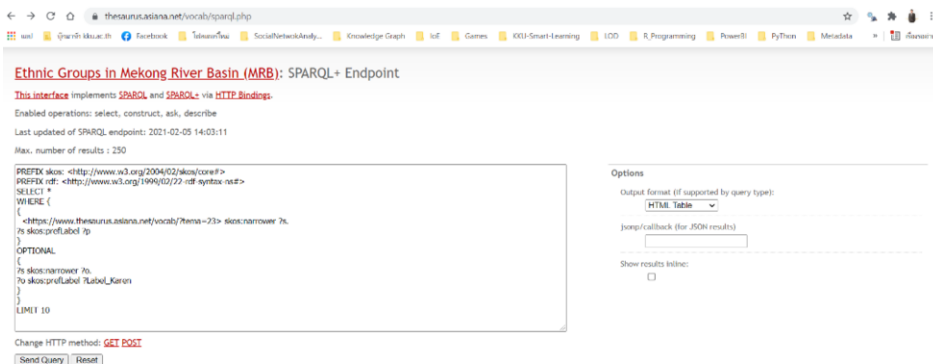 thesaurus.asiana.net/vocab/sparql.php
Facebook SocialNetworkAnaly... Knowledge Graph IoE Games KKU-Smart-Learning LOD R_Programming PowerBI PyThon Metadata »
Ethnic Groups in Mekong River Basin (MRB): SPARQL+ Endpoint
This interface implements SPARQL and SPARQL+ via HTTP Bindings.
Enabled operations: select, construct, ask, describe
Last updated of SPARQL endpoint: 2021-02-05 14:03:11
Max. number of results : 250
PREFIX skos: <http://www.w3.org/2004/02/skos/core#>
PREFIX rdf: <http://www.w3.org/1999/02/22-rdf-syntax-ns#>
SELECT *
WHERE {
{
<https://www.thesaurus.asiana.net/vocab/?tema=23> skos:narrower ?s.
?s skos:prefLabel ?p
}
OPTIONAL
{
?s skos:narrower ?o.
?o skos:prefLabel ?Label_Karen
}
}
LIMIT 10
Options
Output format (if supported by query type):
HTML Table
jsonp/callback (for JSON results)
Show results inline:
Change HTTP method: GET POST
Send Query Reset